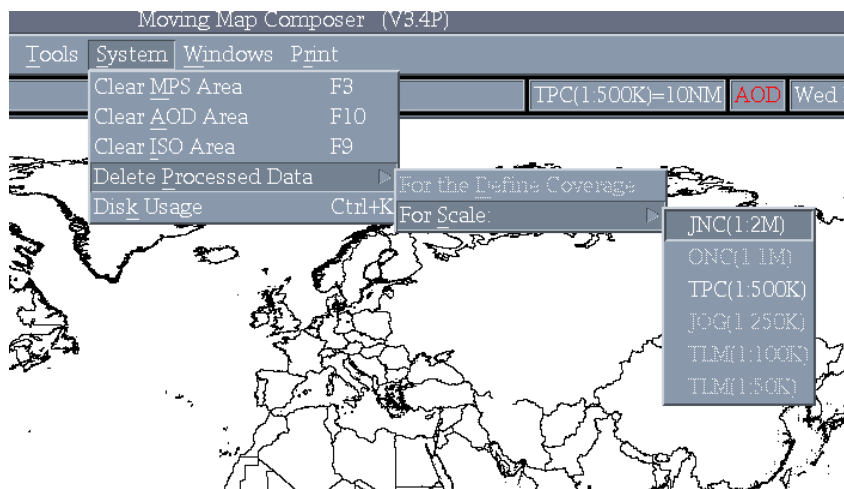 Moving Map Composer (V3.4P)
Tools System Windows Print
Clear MPS Area F3
TPC(1:500K)=10NM AOD Wed
Clear AOD Area F10
Clear ISO Area F9
Delete Processed Data
For the Define Coverage
Disk Usage Ctrl+K
For Scale:
JNC(1:2M)
ONC(1:1M)
TPC(1:500K)
JOG(1:250K)
TLM(1:100K)
TLM(1:50K)